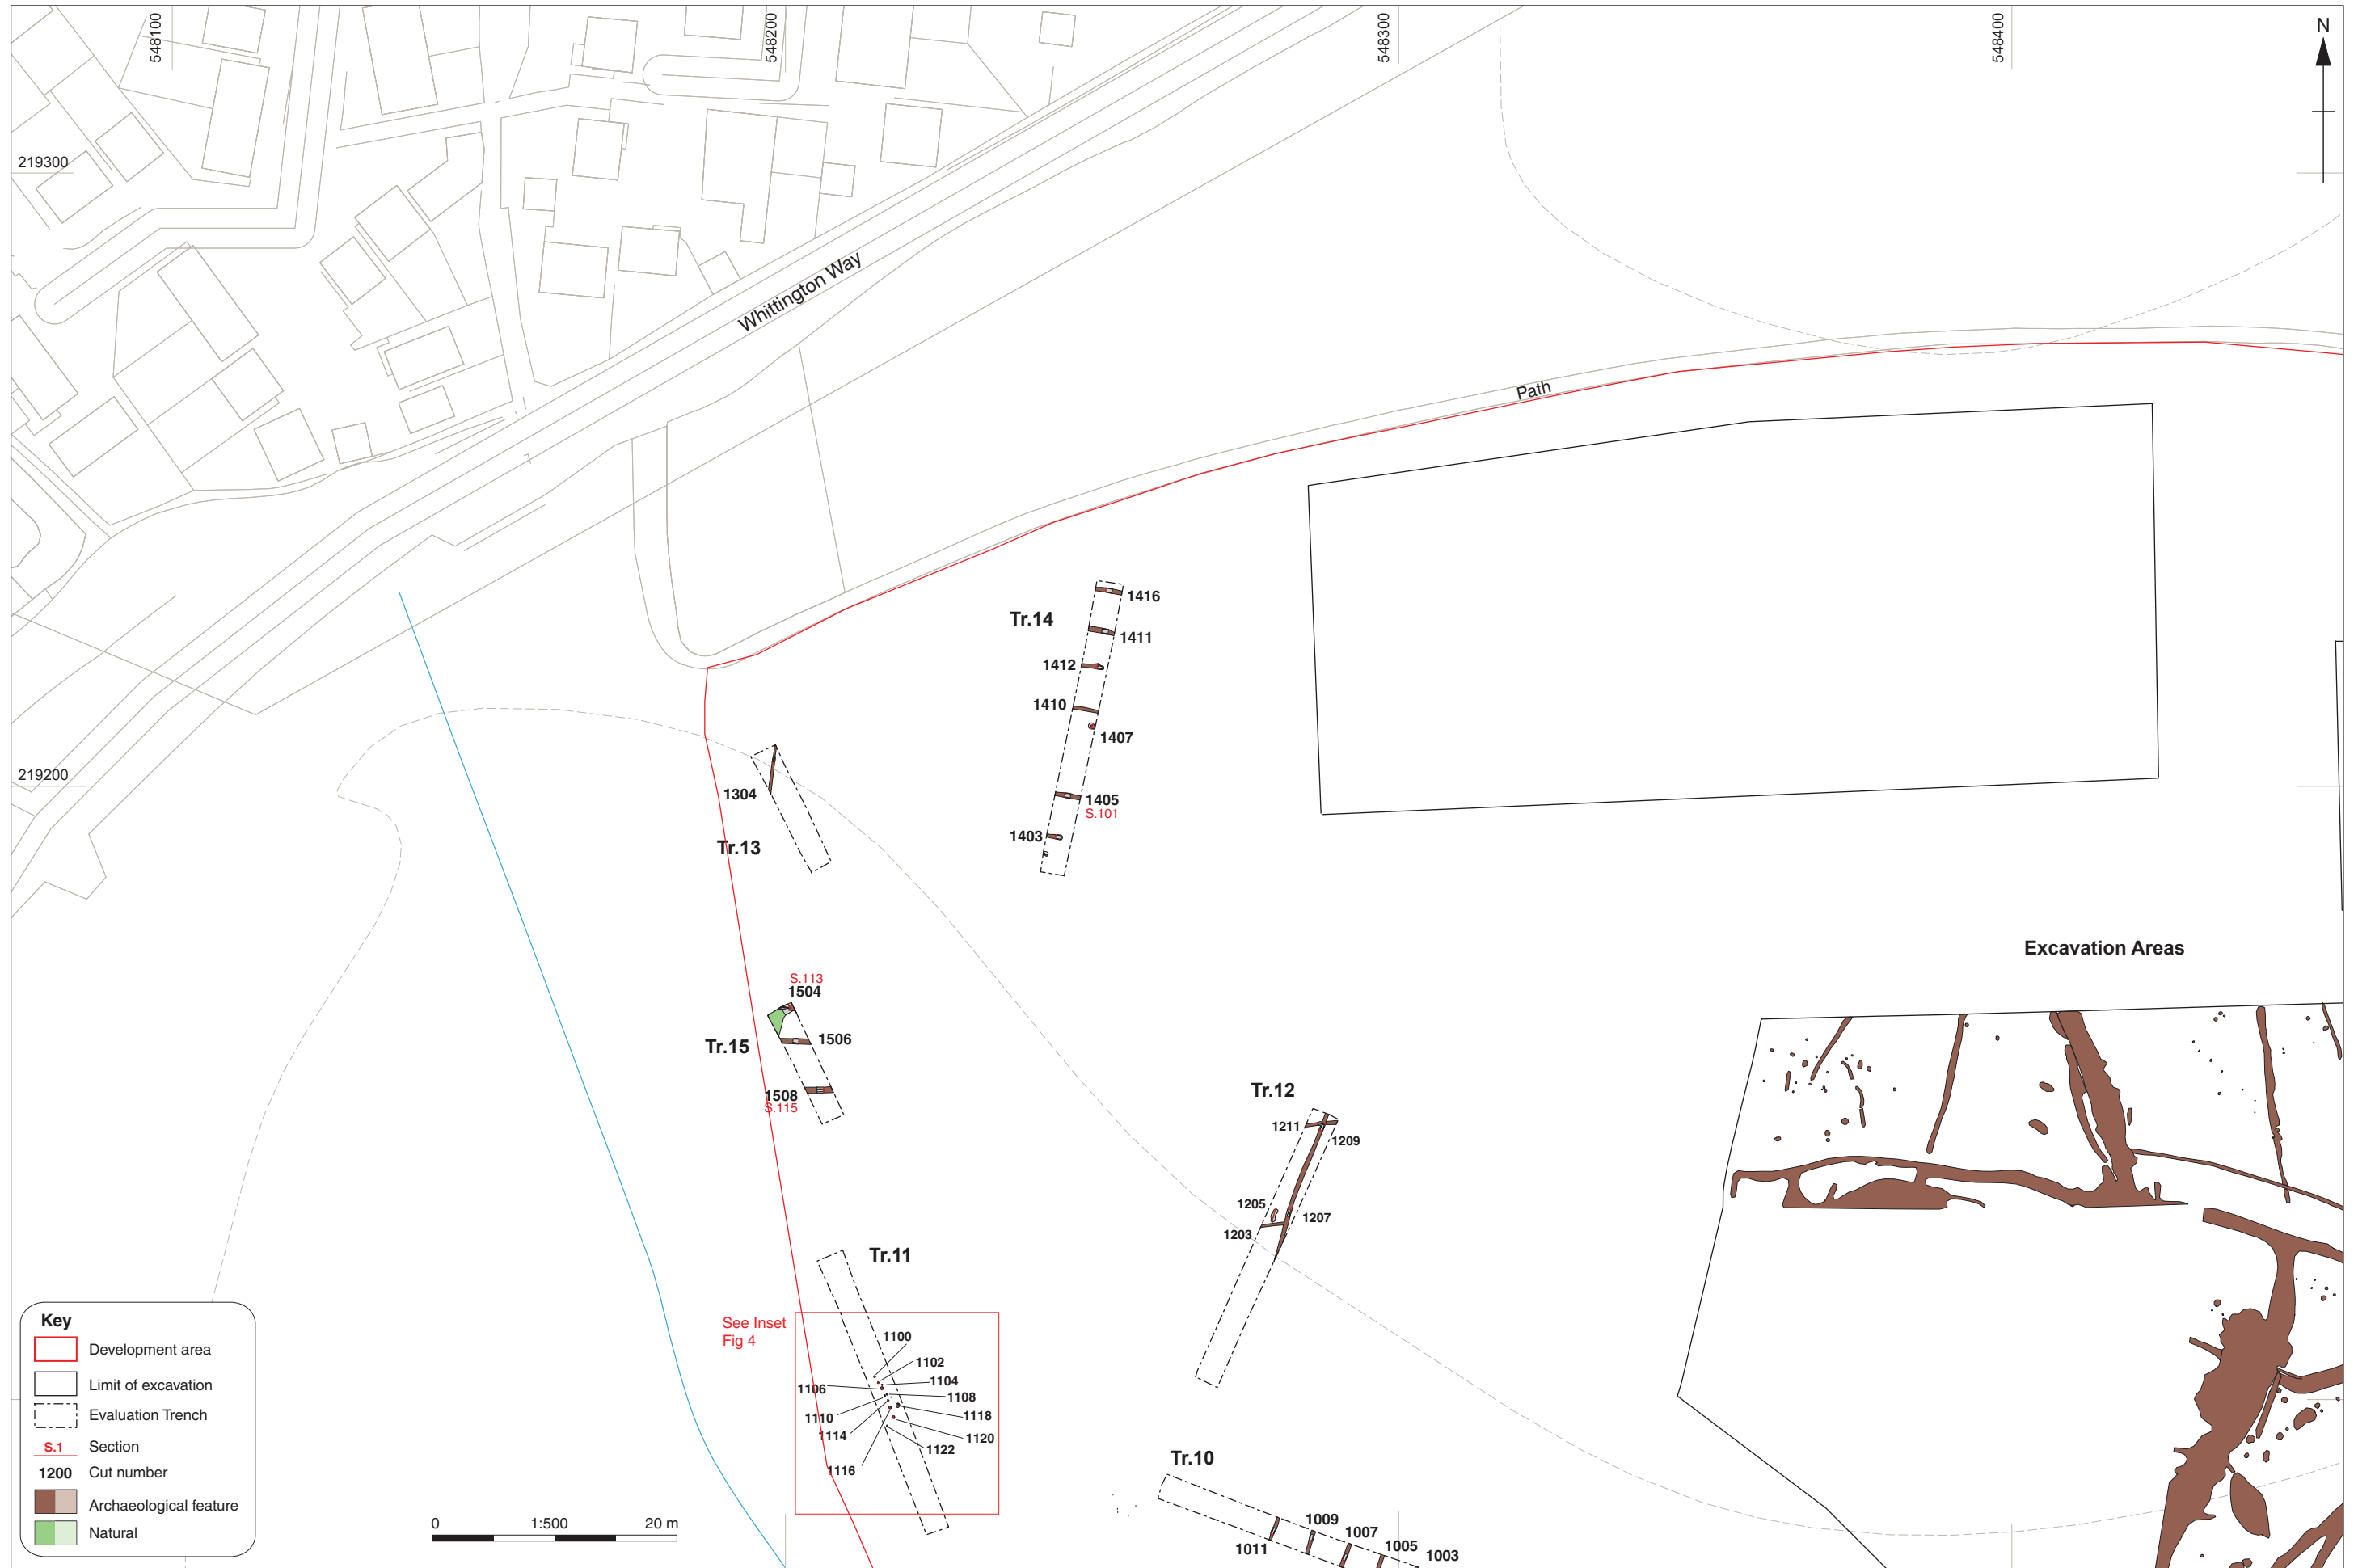 548100
548200
548300
548400
N
219300
Whittington Way
Path
Tr.14
1416
1411
1412
1410
1407
219200
1304
1405
S.101
1403
Tr.13
Excavation Areas
S.113
1504
Tr.15
1506
1508
S.115
Tr.12
1211
1209
1205
1207
1203
Tr.11
See Inset
Fig 4
1100
1102
1104
1106
1108
1110
1118
1114
1120
1122
1116
Tr.10
1009
1007
1005
1011
1003
Key
Development area
Limit of excavation
Evaluation Trench
S.1 Section
1200 Cut number
Archaeological feature
Natural
0 1:500 20 m